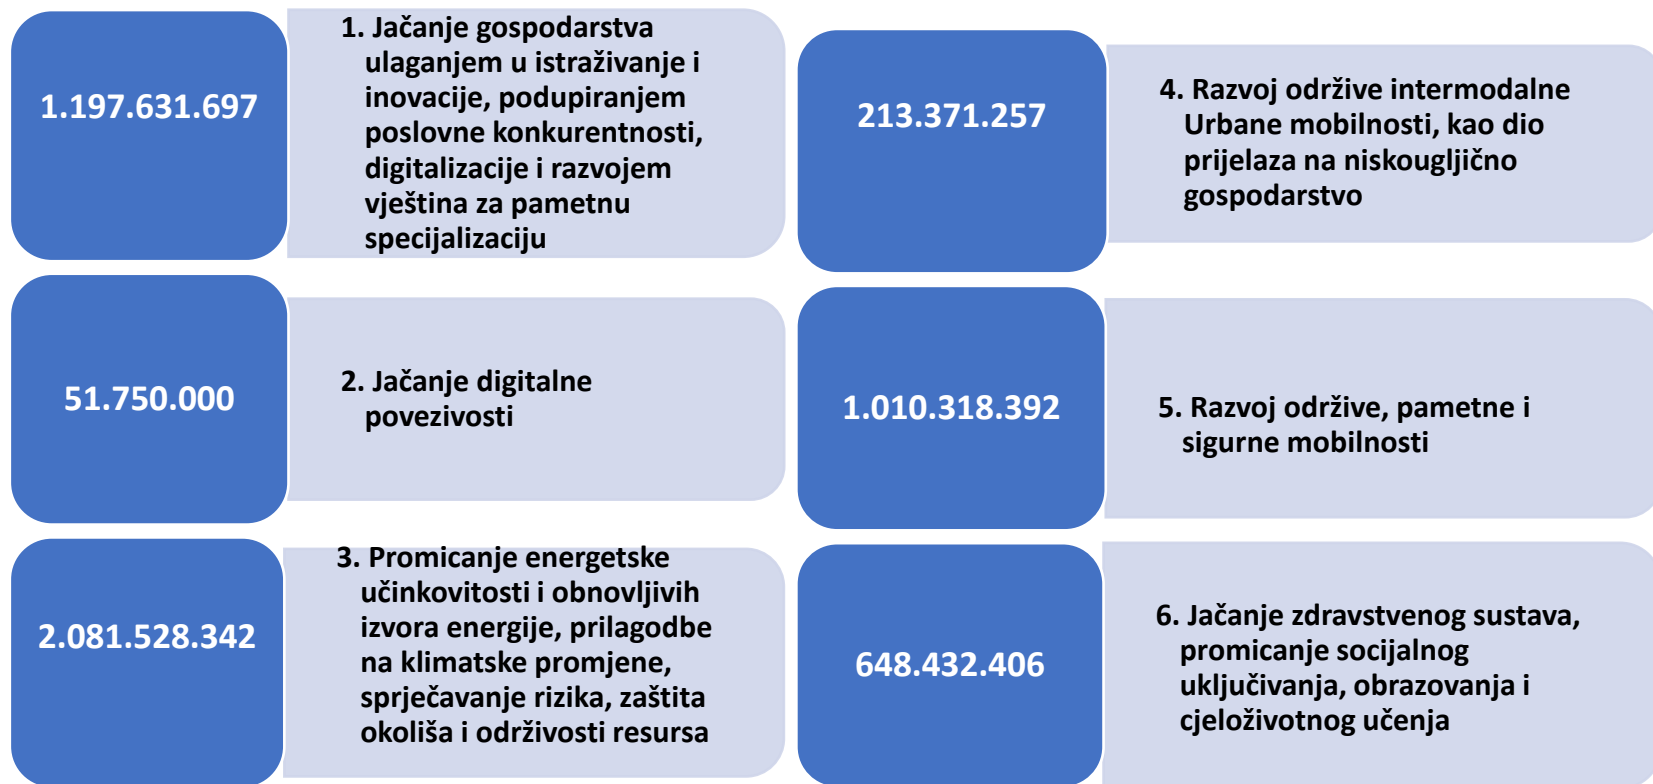 1.197.631.697
1. Jačanje gospodarstva
ulaganjem u istraživanje i
inovacije, podupiranjem
poslovne konkurentnosti,
digitalizacije i razvojem
vještina za pametnu
specijalizaciju
51.750.000
2. Jačanje digitalne
povezivosti
2.081.528.342
3. Promicanje energetske
učinkovitosti i obnovljivih
izvora energije, prilagodbe
na klimatske promjene,
sprječavanje rizika, zaštita
okoliša i održivosti resursa
213.371.257
4. Razvoj održive intermodalne
Urbane mobilnosti, kao dio
prijelaza na niskougljično
gospodarstvo
1.010.318.392
5. Razvoj održive, pametne i
sigurne mobilnosti
648.432.406
6. Jačanje zdravstvenog sustava,
promicanje socijalnog
uključivanja, obrazovanja i
cjeloživotnog učenja